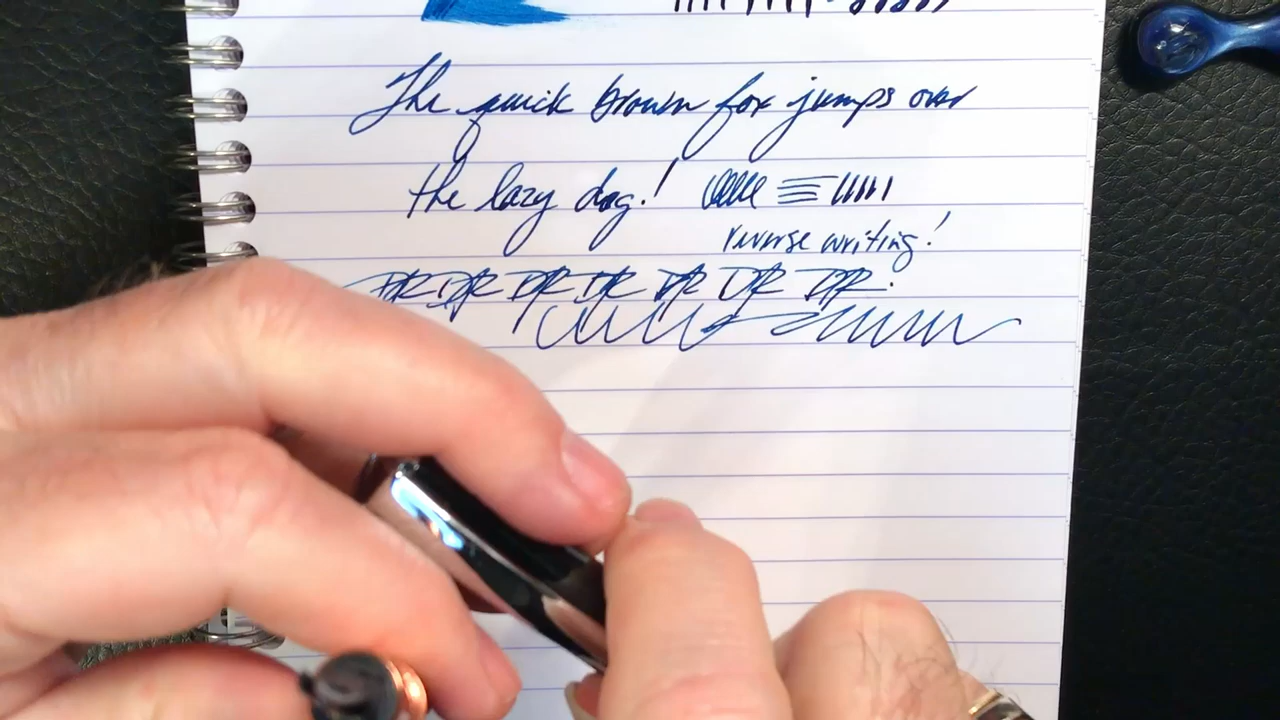 The quick brown fox jumps over
the lazy dog!
reverse writing!